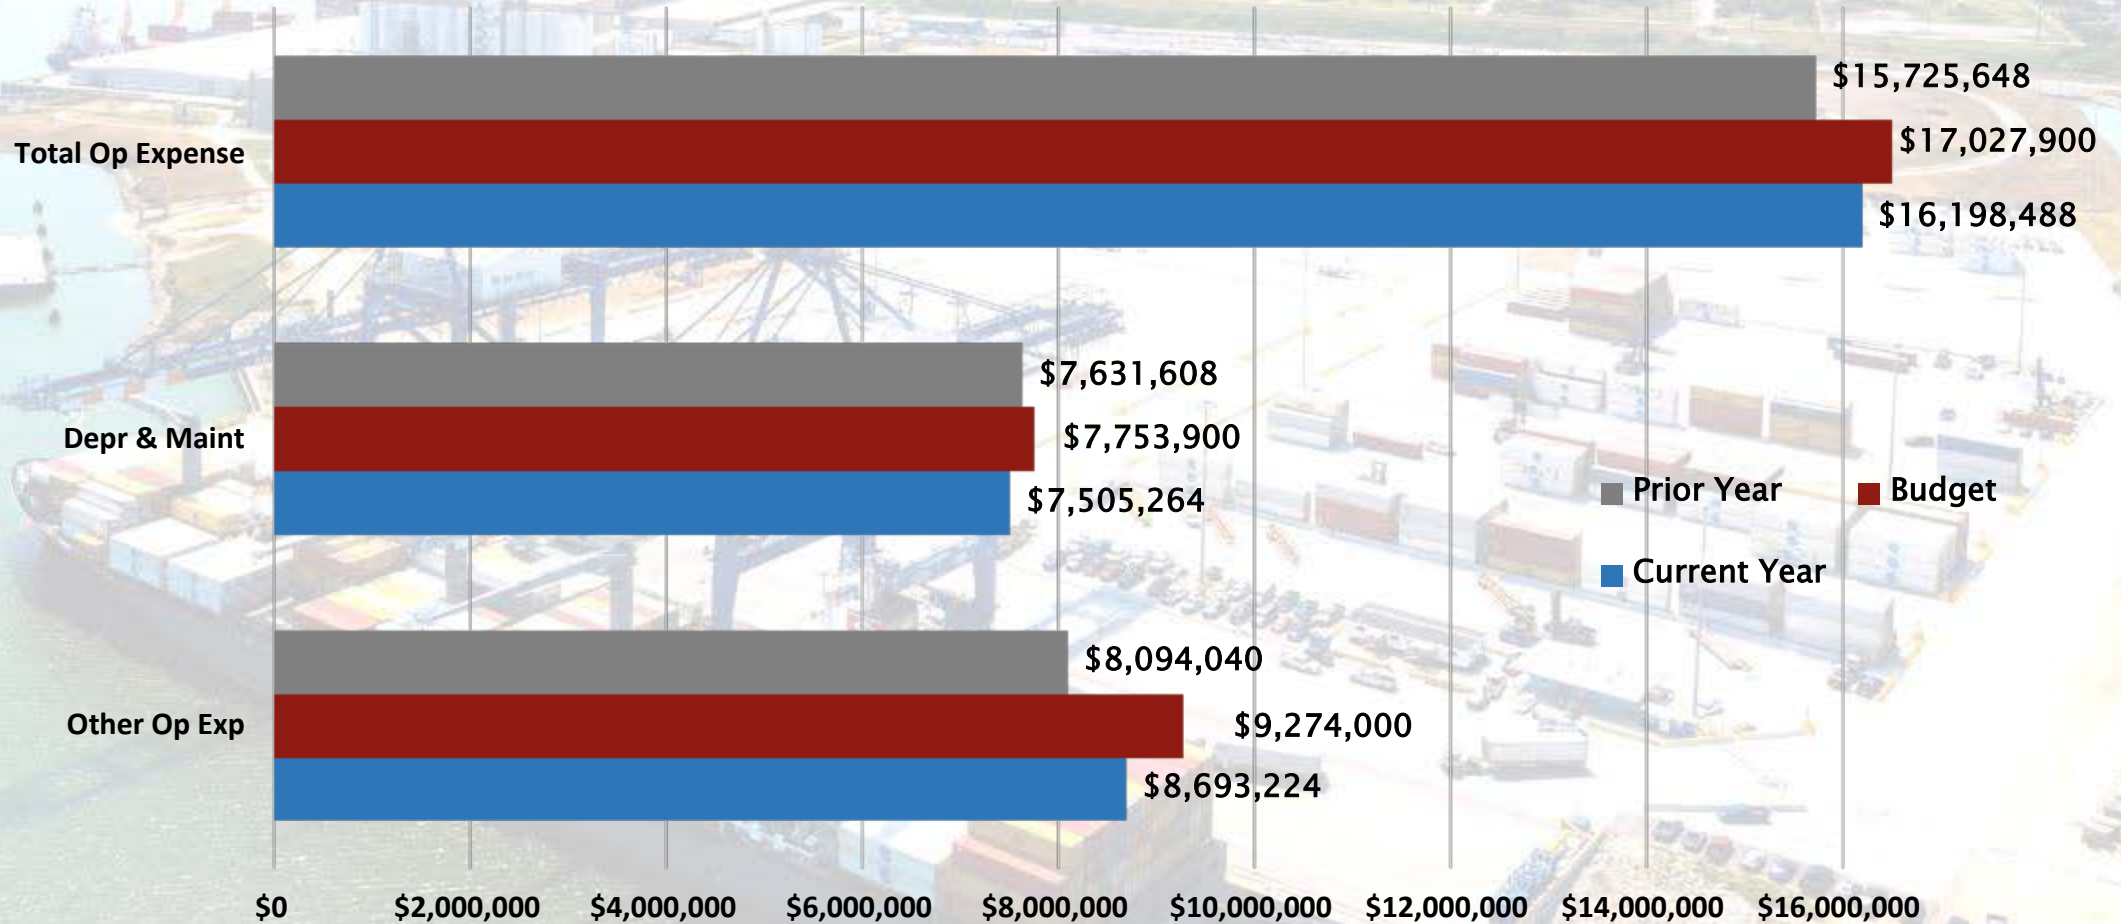 $15,725,648
Total Op Expense
$17,027,900
$16,198,488
$7,631,608
Depr & Maint
$7,753,900
$7,505,264
Prior Year
Budget
Current Year
$8,094,040
Other Op Exp
$9,274,000
$8,693,224
$0 $2,000,000 $4,000,000 $6,000,000 $8,000,000 $10,000,000 $12,000,000 $14,000,000 $16,000,000